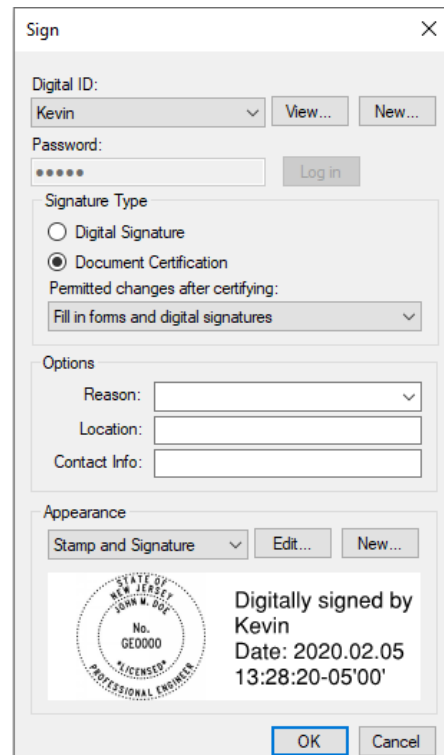 Sign
Digital ID:
Kevin
View...
New...
Password:
Log in
Signature Type
Digital Signature
Document Certification
Permitted changes after certifying:
Fill in forms and digital signatures
Options
Reason:
Location:
Contact Info:
Appearance
Stamp and Signature
Edit...
New...
STATE OF
NEW JERSEY
JOHN M. DOE
No.
GE0000
*LICENSED*
PROFESSIONAL ENGINEER
Digitally signed by
Kevin
Date: 2020.02.05
13:28:20-05'00'
OK
Cancel